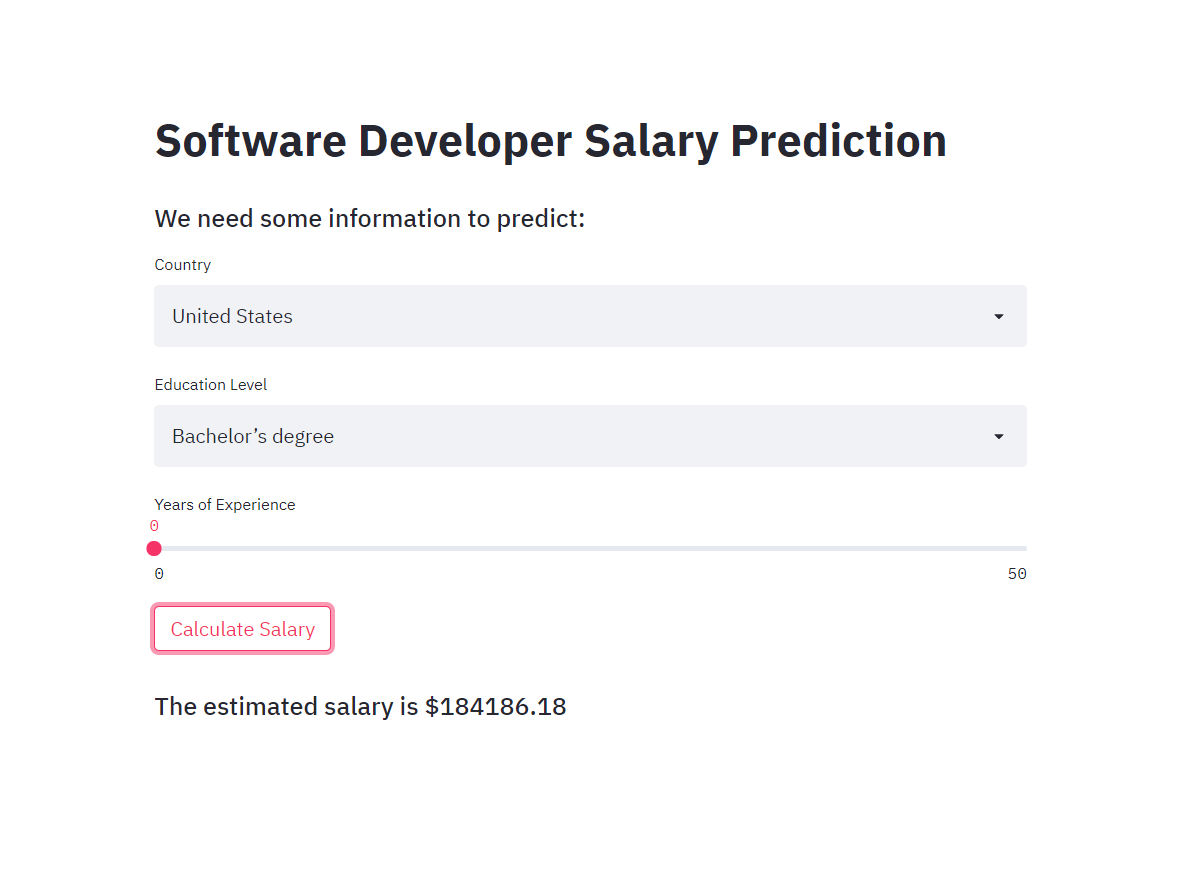 Software Developer Salary Prediction
We need some information to predict:
Country
United States
Education Level
Bachelor’s degree
Years of Experience
0
0 50
Calculate Salary
The estimated salary is $184186.18